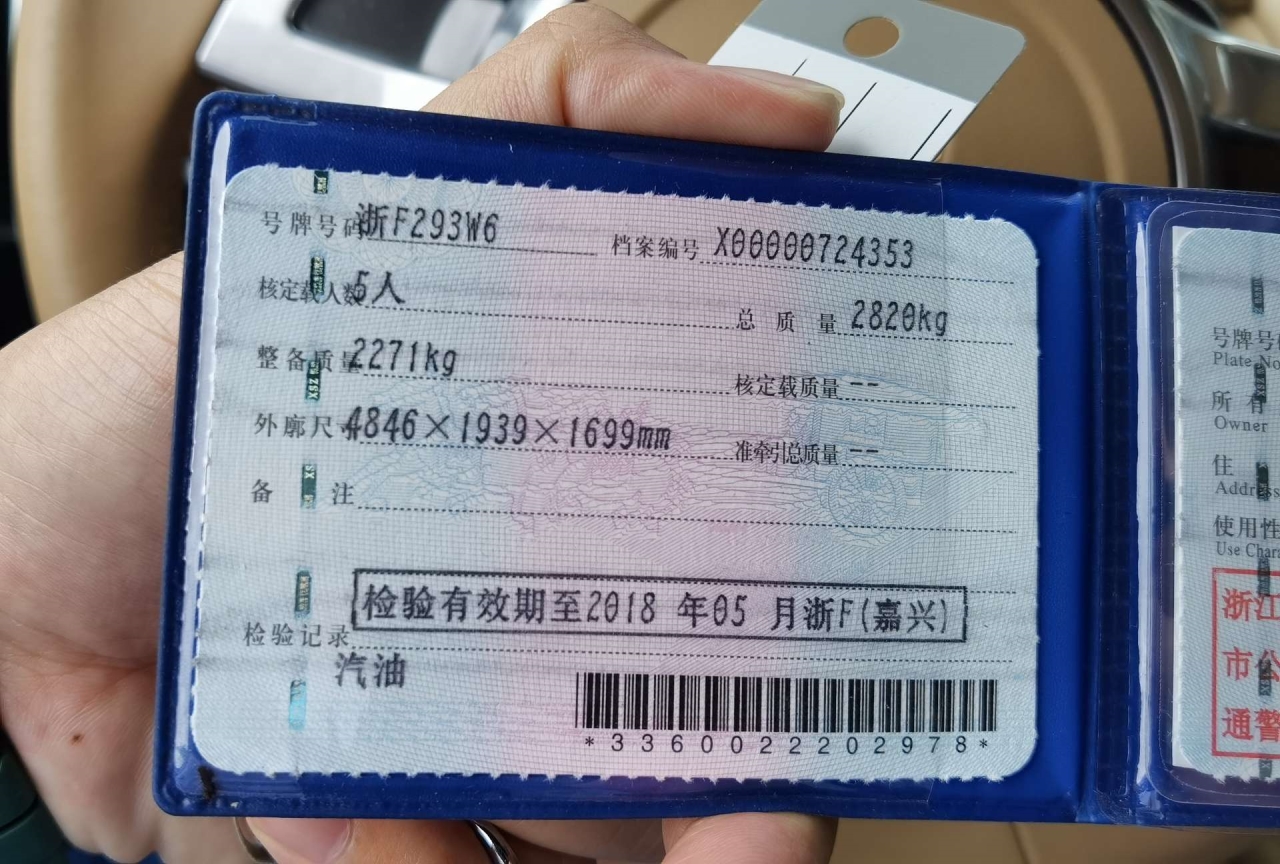 号牌号码 浙F293W6 档案编号 X00000724353
核定载人数 5人 总质量 2820kg
整备质量 2271kg 核定载质量 --
外廓尺寸 4846×1939×1699mm 准牵引总质量 --
备注
检验记录 检验有效期至2018 年05 月浙F(嘉兴)
汽油
*3360022202978*
号牌号
Plate No
所有
Owner
住
Address
使用性
Use Chara
浙江
市公
通警